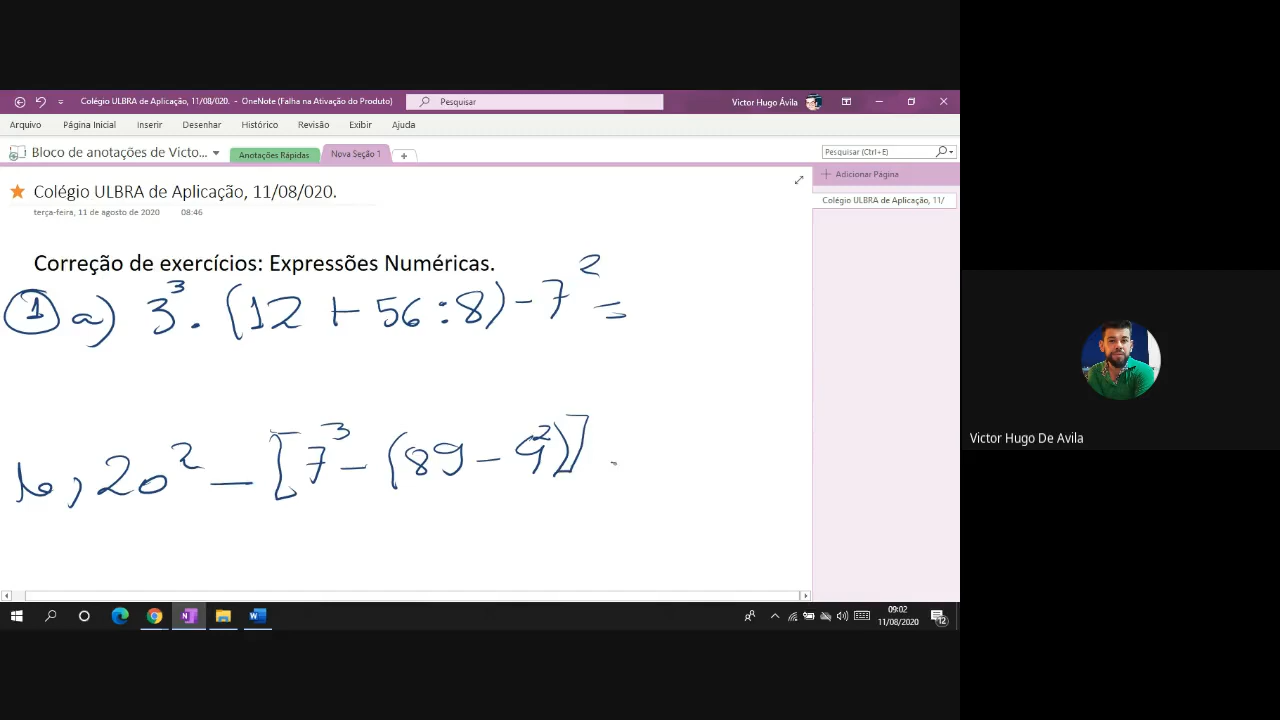 Colégio ULBRA de Aplicação, 11/08/020. - OneNote (Falha na Ativação do Produto)
Pesquisar
Victor Hugo Ávila
Arquivo Página Inicial Inserir Desenhar Histórico Revisão Exibir Ajuda
Bloco de anotações de Victo... Anotações Rápidas Nova Seção 1
Pesquisar (Ctrl+E)
Adicionar Página
Colégio ULBRA de Aplicação, 11/
Colégio ULBRA de Aplicação, 11/08/020.
terça-feira, 11 de agosto de 2020 08:46
Correção de exercícios: Expressões Numéricas.
1 a) 3³ . (12 + 56 : 8) - 7² =
b) 20² - [7³ - (89 - 9²)]
Victor Hugo De Avila
09:02
11/08/2020
12